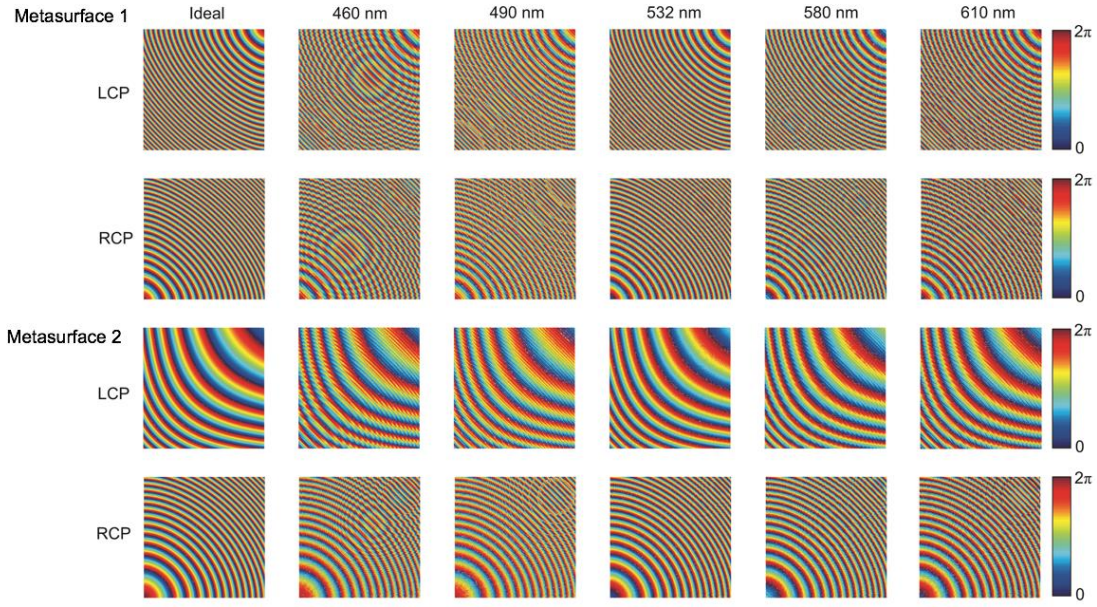 Metasurface 1 Ideal 460 nm 490 nm 532 nm 580 nm 610 nm
LCP 2π
0
RCP 2π
0
Metasurface 2 2π
LCP
0
RCP 2π
0